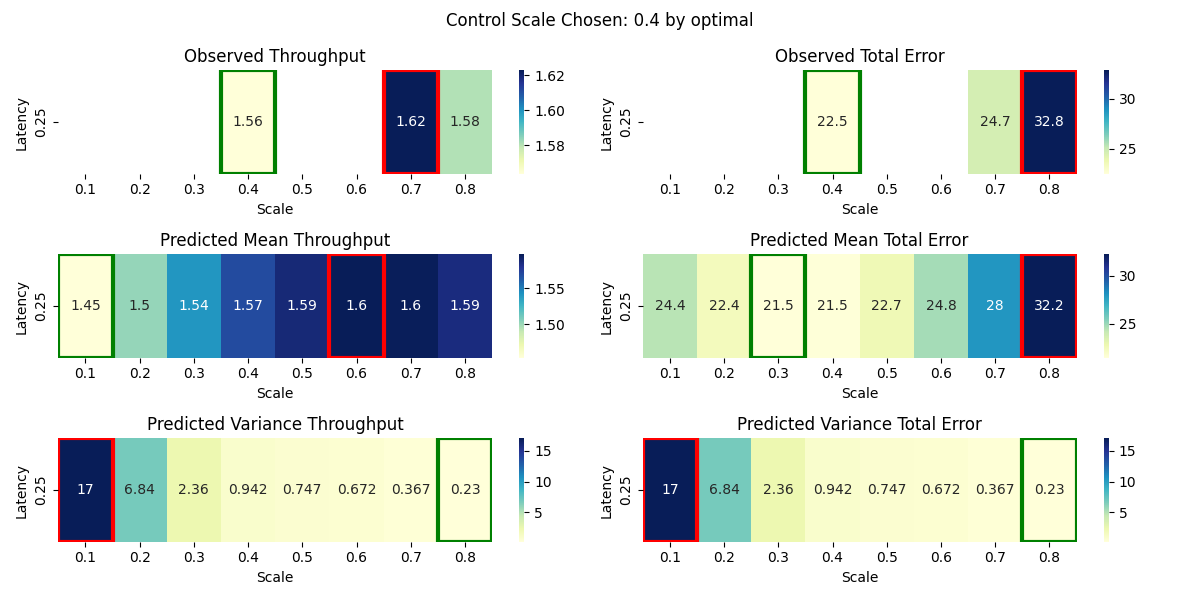 Control Scale Chosen: 0.4 by optimal
Observed Throughput
Latency
0.25
1.56 1.62 1.58
0.1 0.2 0.3 0.4 0.5 0.6 0.7 0.8
Scale
1.62
1.60
1.58
Observed Total Error
Latency
0.25
22.5 24.7 32.8
0.1 0.2 0.3 0.4 0.5 0.6 0.7 0.8
Scale
30
25
Predicted Mean Throughput
Latency
0.25
1.45 1.5 1.54 1.57 1.59 1.6 1.6 1.59
0.1 0.2 0.3 0.4 0.5 0.6 0.7 0.8
Scale
1.55
1.50
Predicted Mean Total Error
Latency
0.25
24.4 22.4 21.5 21.5 22.7 24.8 28 32.2
0.1 0.2 0.3 0.4 0.5 0.6 0.7 0.8
Scale
30
25
Predicted Variance Throughput
Latency
0.25
17 6.84 2.36 0.942 0.747 0.672 0.367 0.23
0.1 0.2 0.3 0.4 0.5 0.6 0.7 0.8
Scale
15
10
5
Predicted Variance Total Error
Latency
0.25
17 6.84 2.36 0.942 0.747 0.672 0.367 0.23
0.1 0.2 0.3 0.4 0.5 0.6 0.7 0.8
Scale
15
10
5